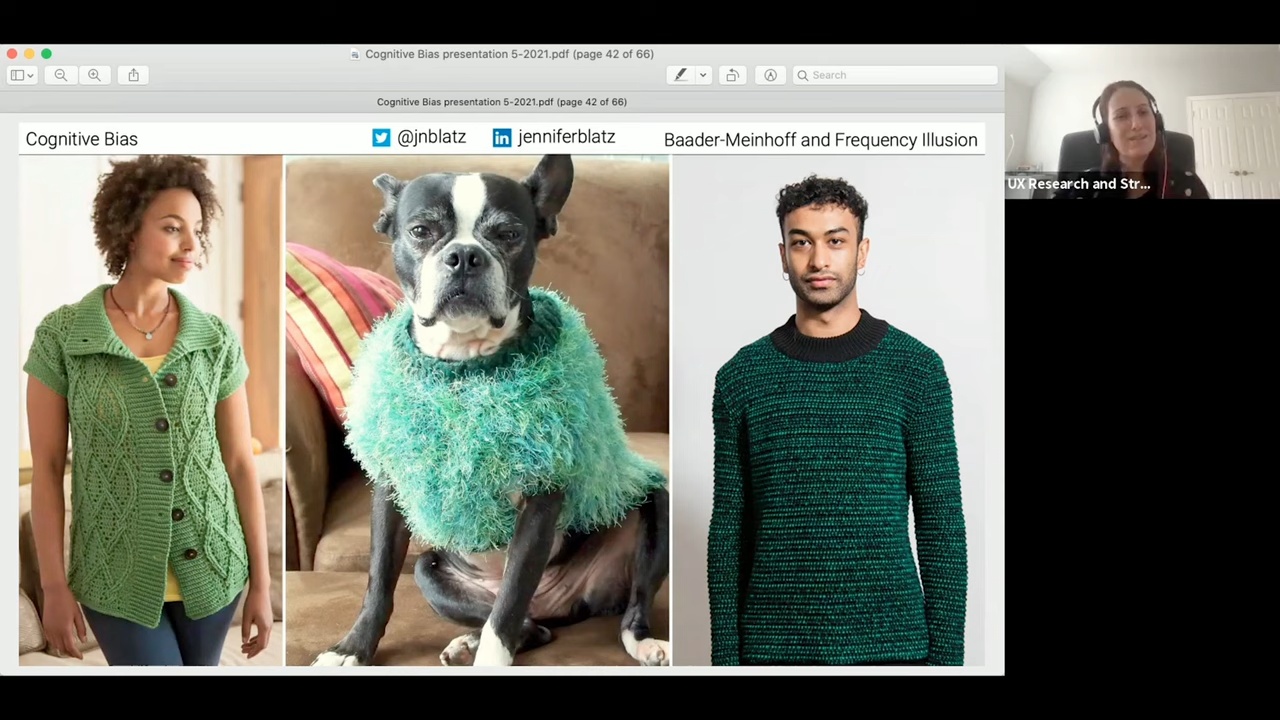 Cognitive Bias presentation 5-2021.pdf (page 42 of 66)
Search
Cognitive Bias presentation 5-2021.pdf (page 42 of 66)
Cognitive Bias
@jnblatz
in jenniferblatz
Baader-Meinhoff and Frequency Illusion
UX Research and Str...